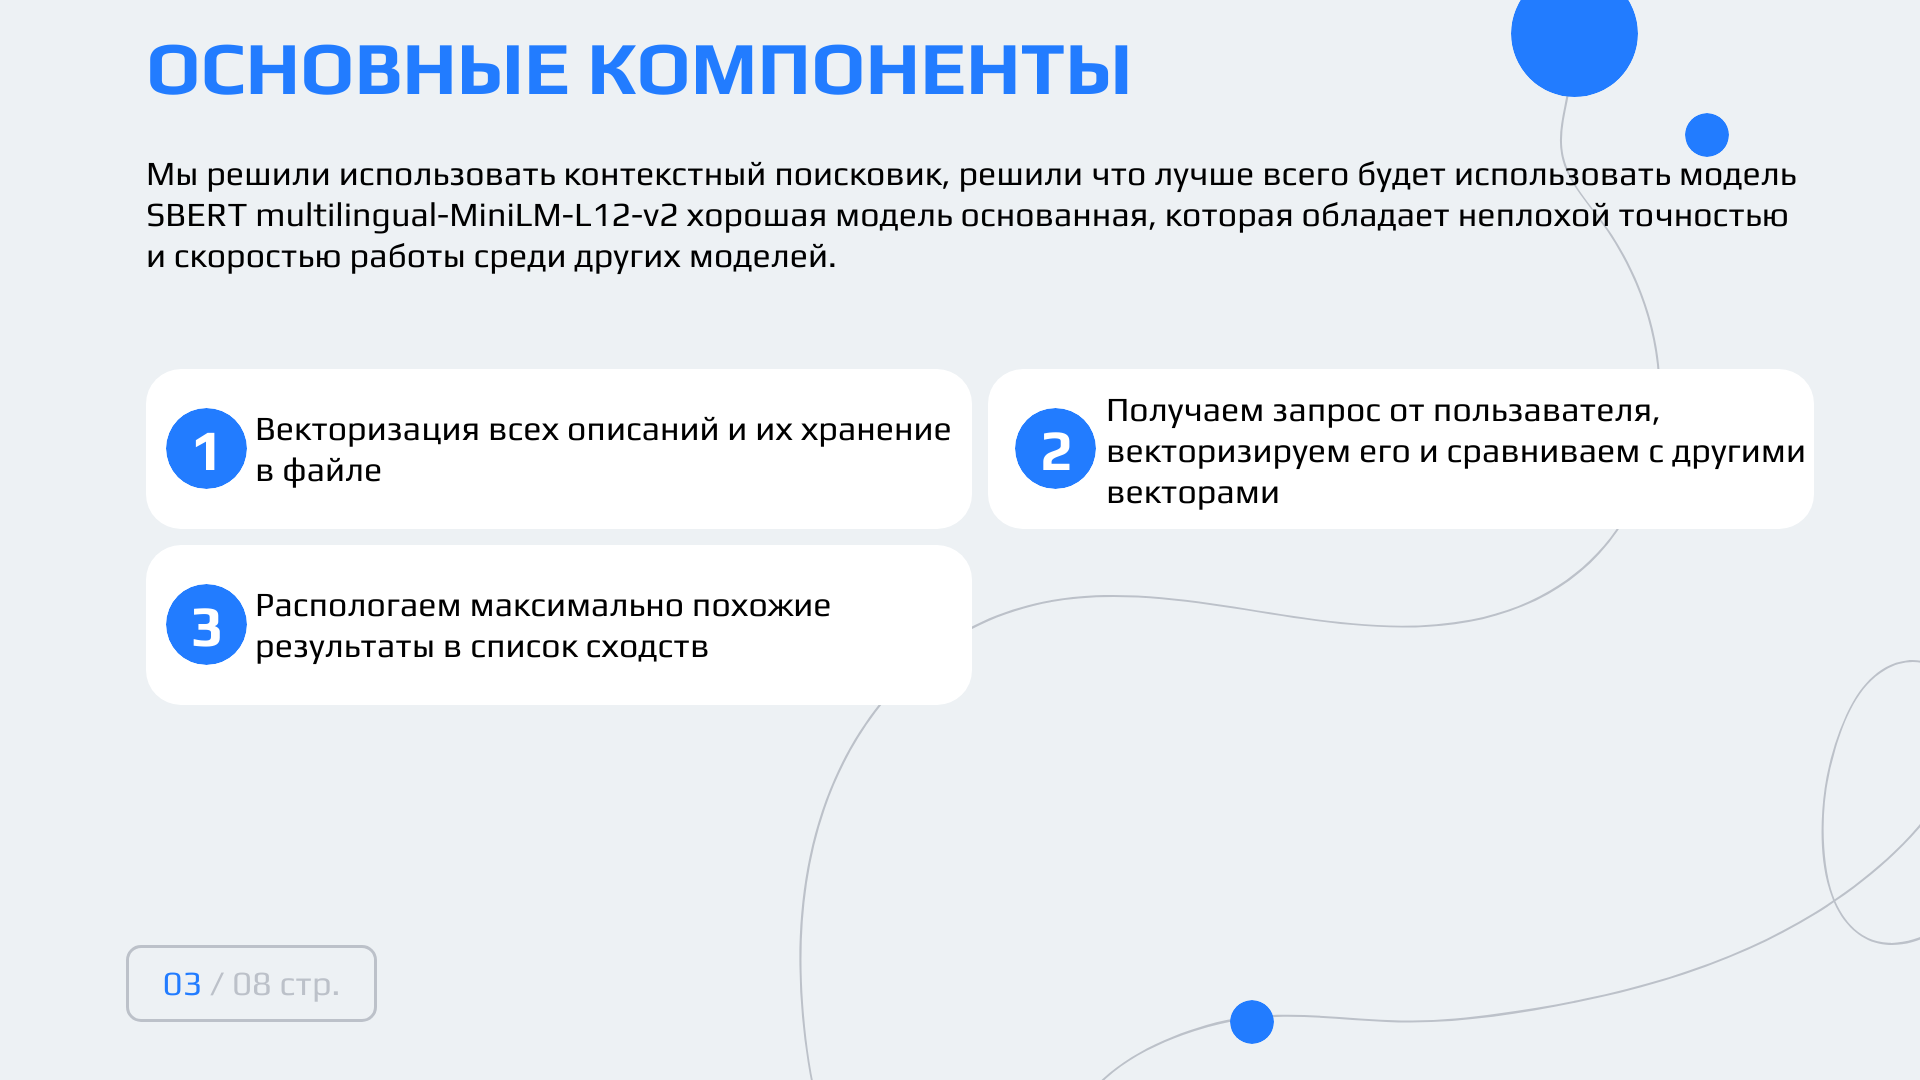 ОСНОВНЫЕ КОМПОНЕНТЫ
Мы решили использовать контекстный поисковик, решили что лучше всего будет использовать модель
SBERT multilingual-MiniLM-L12-v2 хорошая модель основанная, которая обладает неплохой точностью
и скоростью работы среди других моделей.
1
Векторизация всех описаний и их хранение
в файле
2
Получаем запрос от пользавателя,
векторизируем его и сравниваем с другими
векторами
3
Распологаем максимально похожие
результаты в список сходств
03 / 08 стр.